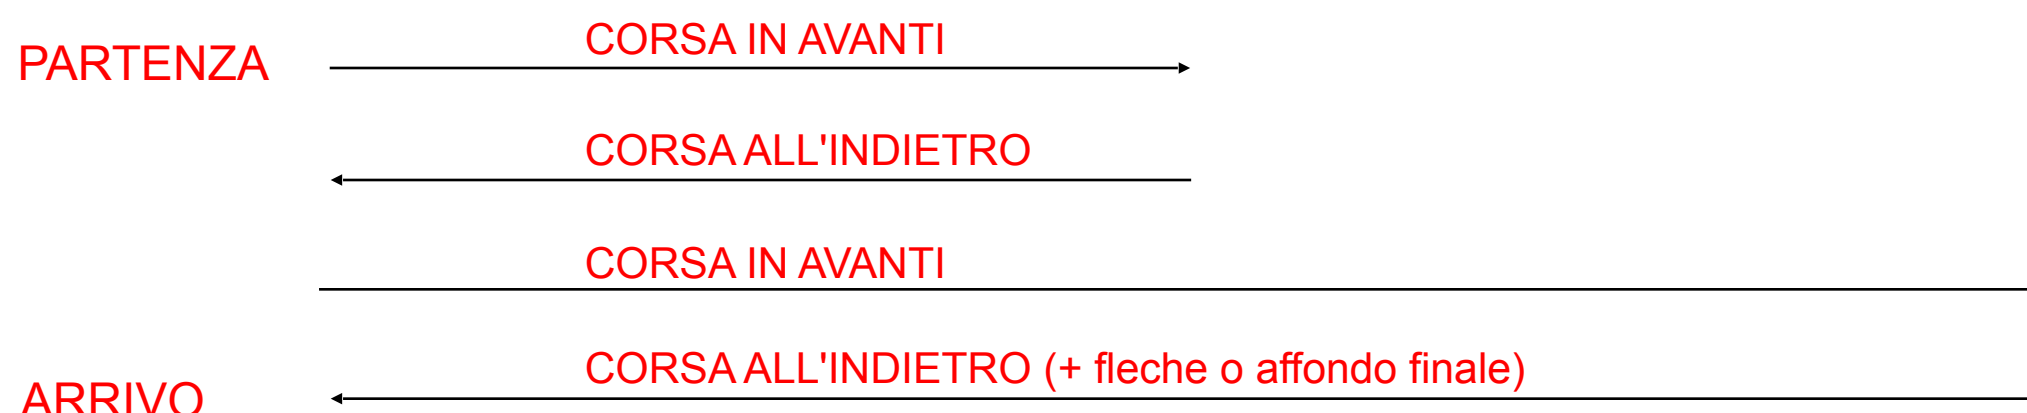 CORSA IN AVANTI
PARTENZA
CORSA ALL'INDIETRO
CORSA IN AVANTI
CORSA ALL'INDIETRO (+ fleche o affondo finale)
ARRIVO